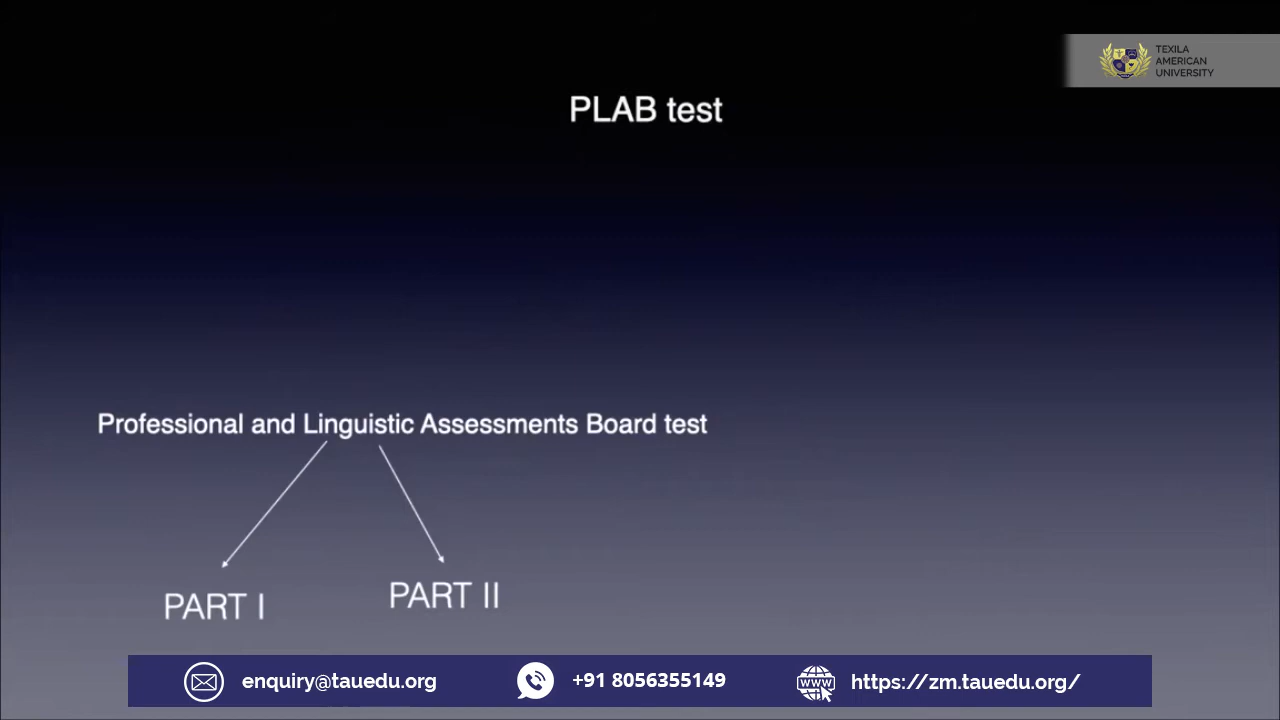 TEXILA
AMERICAN
UNIVERSITY
PLAB test
Professional and Linguistic Assessments Board test
PART I
PART II
enquiry@tauedu.org
+91 8056355149
WWW
https://zm.tauedu.org/